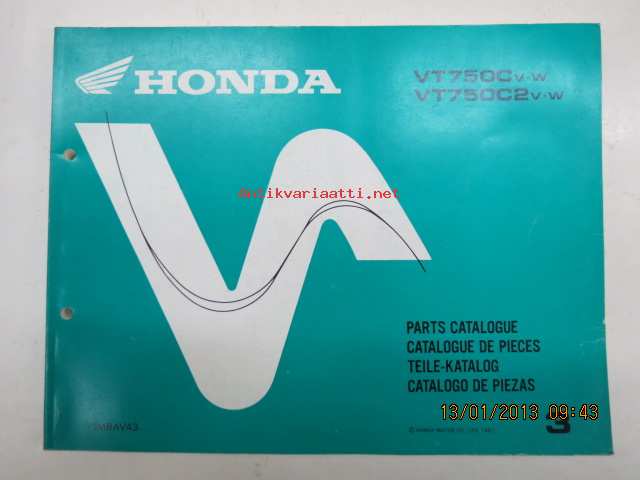 HONDA
VT750Cv-w
VT750C2v-w
antikvariaatti.net
PARTS CATALOGUE
CATALOGUE DE PIECES
TEILE-KATALOG
CATALOGO DE PIEZAS
13/01/2013 09:43
3